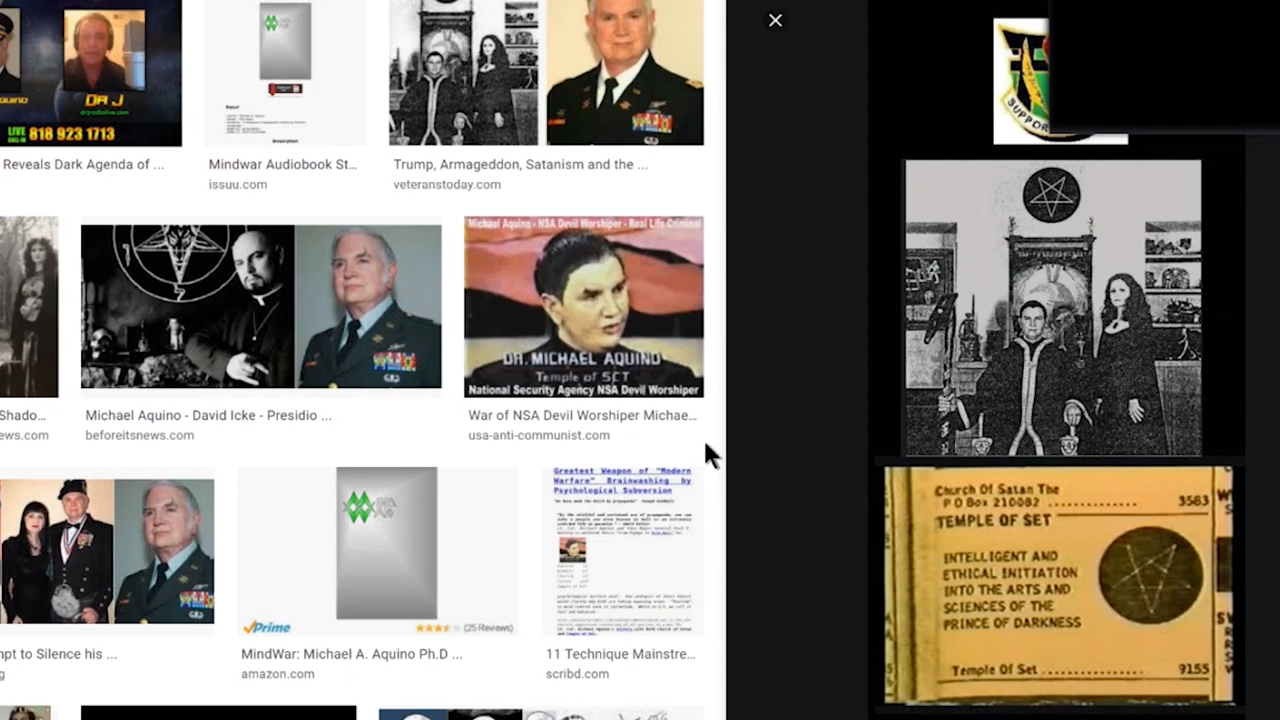 DR J
LIVE
CALL-IN 818 923 1713
Reveals Dark Agenda of ...
Mindwar Audiobook St...
issuu.com
Trump, Armageddon, Satanism and the ...
veteranstoday.com
SUPPOR
Michael Aquino - NSA Devil Worshiper - Real Life Criminal
DR. MICHAEL AQUINO
Temple of SET
National Security Agency NSA Devil Worshiper
Shado...
ews.com
Michael Aquino - David Icke - Presidio ...
beforeitsnews.com
War of NSA Devil Worshiper Michae...
usa-anti-communist.com
Greatest Weapon of "Modern
Warfare" Brainwashing by
Psychological Subversion
Prime
(25 Reviews)
npt to Silence his ...
g
MindWar: Michael A. Aquino Ph.D ...
amazon.com
11 Technique Mainstre...
scribd.com
Church Of Satan The
P O Box 210082 .................. 3583
TEMPLE OF SET
INTELLIGENT AND
ETHICAL INITIATION
INTO THE ARTS AND
SCIENCES OF THE
PRINCE OF DARKNESS
Temple Of Set .................. 9155